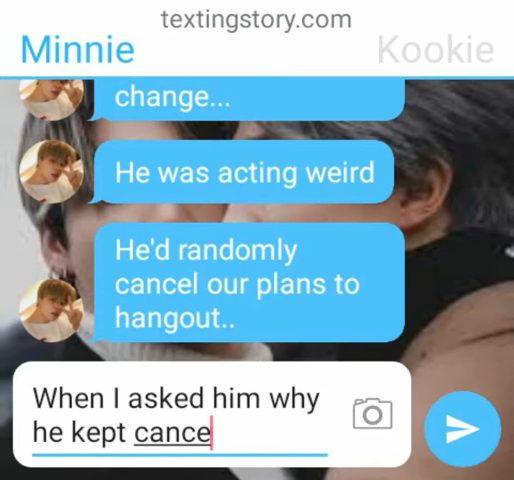 textingstory.com
Minnie
Kookie
change...
He was acting weird
He'd randomly
cancel our plans to
hangout..
When I asked him why
he kept cance